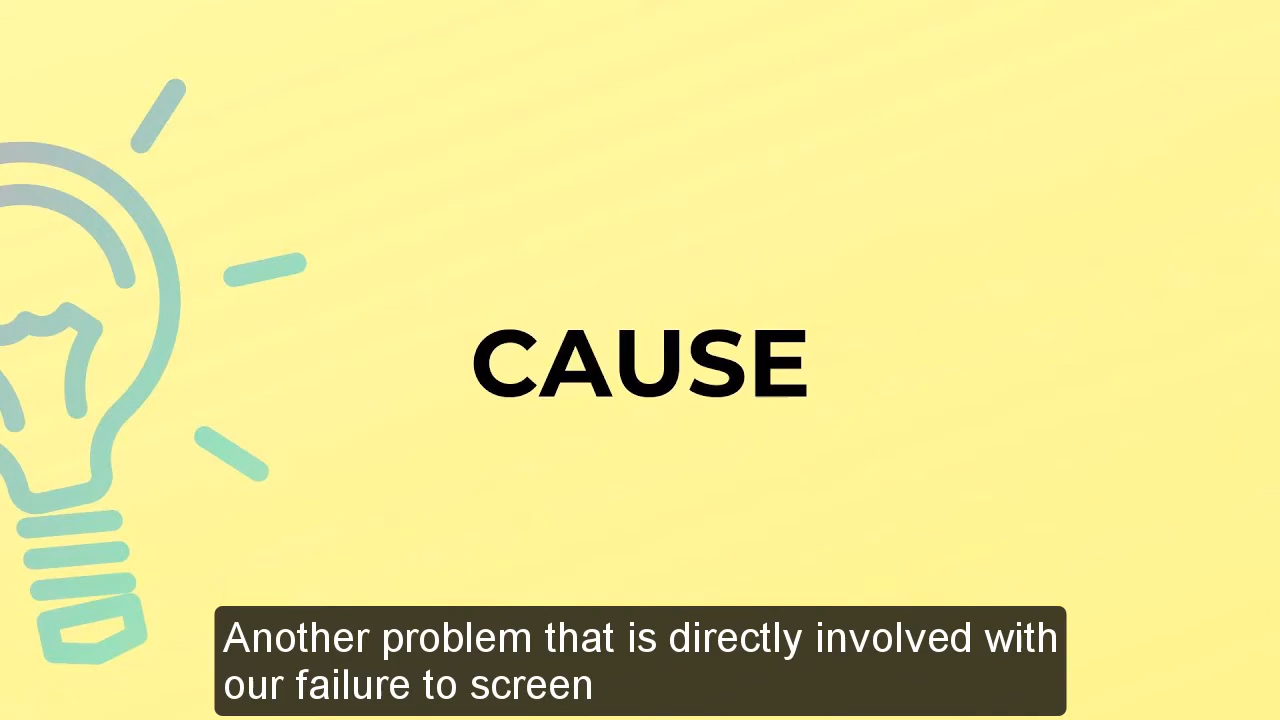 CAUSE
Another problem that is directly involved with
our failure to screen